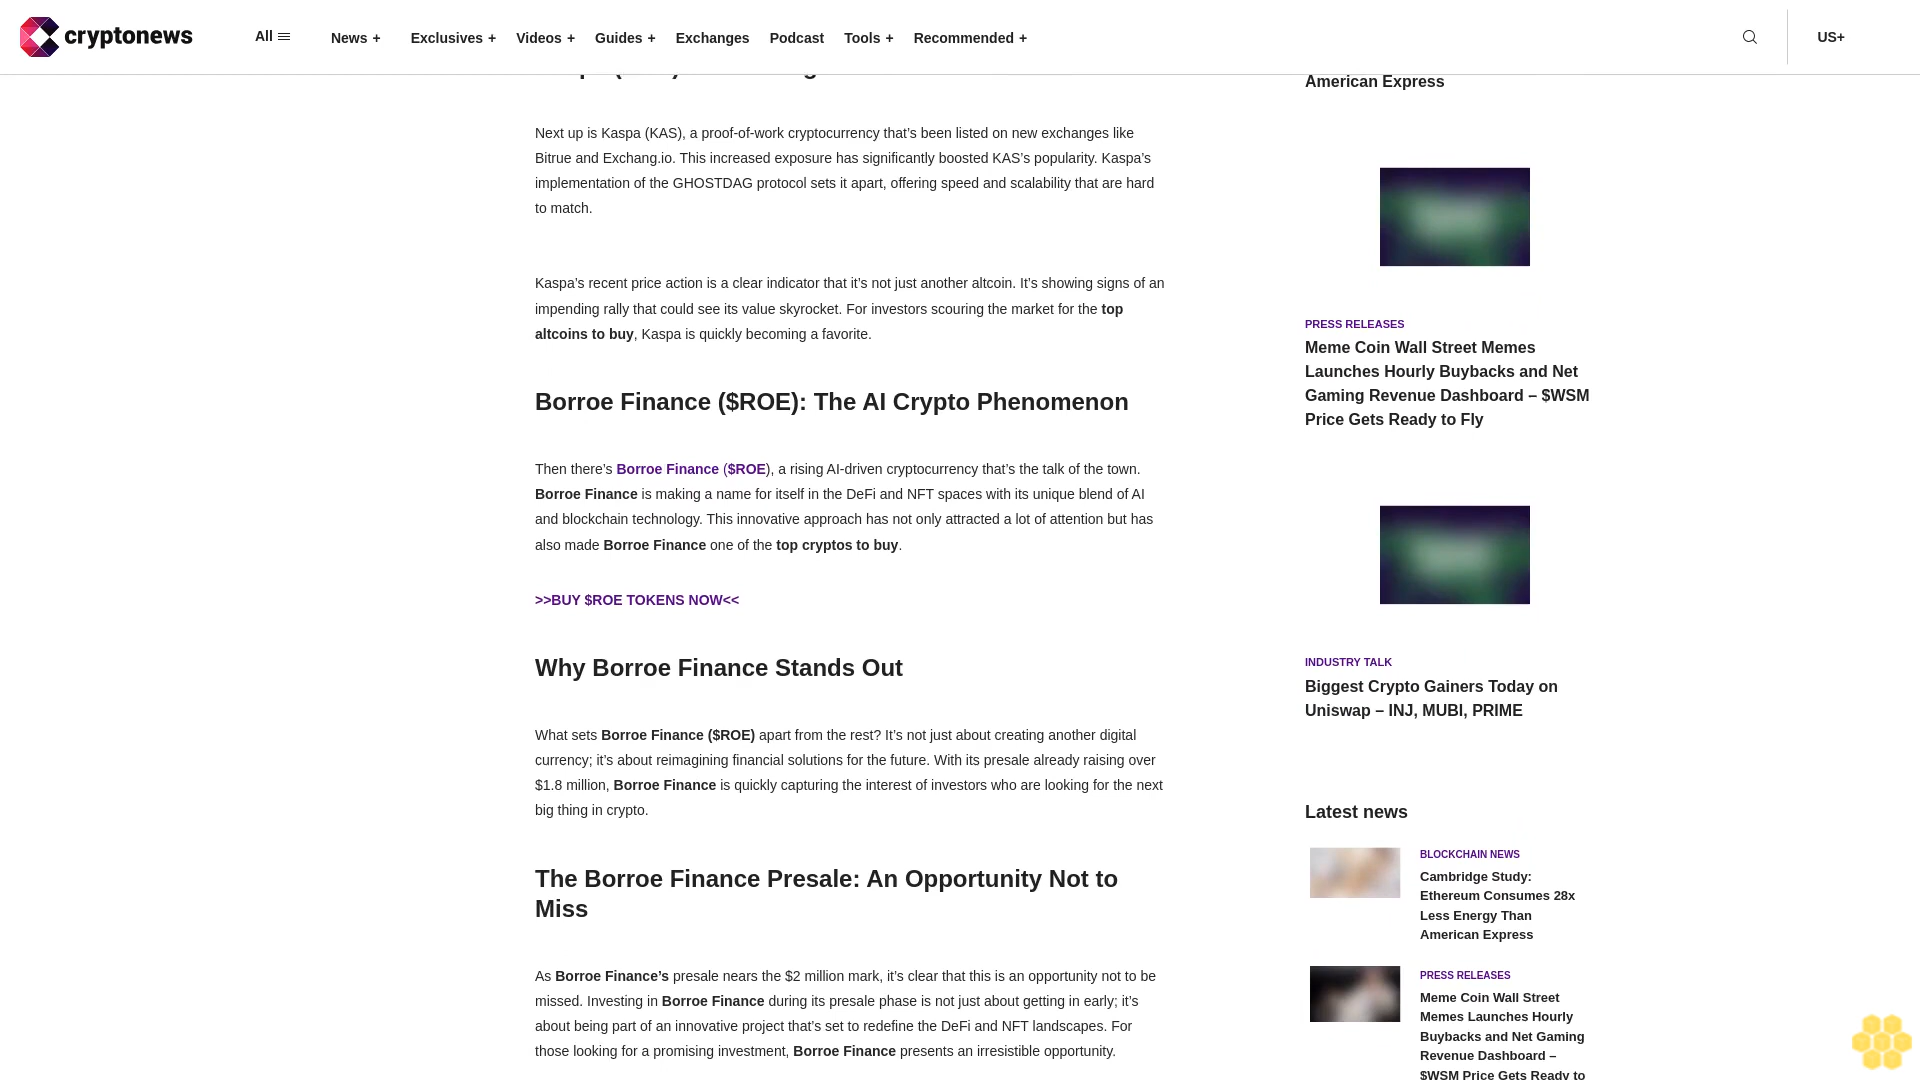 cryptonews
All
News +
Exclusives +
Videos +
Guides +
Exchanges
Podcast
Tools +
Recommended +
US+
Next up is Kaspa (KAS), a proof-of-work cryptocurrency that’s been listed on new exchanges like
Bitrue and Exchang.io. This increased exposure has significantly boosted KAS’s popularity. Kaspa’s
implementation of the GHOSTDAG protocol sets it apart, offering speed and scalability that are hard
to match.
Kaspa’s recent price action is a clear indicator that it’s not just another altcoin. It’s showing signs of an
impending rally that could see its value skyrocket. For investors scouring the market for the top
altcoins to buy, Kaspa is quickly becoming a favorite.
Borroe Finance ($ROE): The AI Crypto Phenomenon
Then there’s Borroe Finance ($ROE), a rising AI-driven cryptocurrency that’s the talk of the town.
Borroe Finance is making a name for itself in the DeFi and NFT spaces with its unique blend of AI
and blockchain technology. This innovative approach has not only attracted a lot of attention but has
also made Borroe Finance one of the top cryptos to buy.
>>BUY $ROE TOKENS NOW<<
Why Borroe Finance Stands Out
What sets Borroe Finance ($ROE) apart from the rest? It’s not just about creating another digital
currency; it’s about reimagining financial solutions for the future. With its presale already raising over
$1.8 million, Borroe Finance is quickly capturing the interest of investors who are looking for the next
big thing in crypto.
The Borroe Finance Presale: An Opportunity Not to
Miss
As Borroe Finance’s presale nears the $2 million mark, it’s clear that this is an opportunity not to be
missed. Investing in Borroe Finance during its presale phase is not just about getting in early; it’s
about being part of an innovative project that’s set to redefine the DeFi and NFT landscapes. For
those looking for a promising investment, Borroe Finance presents an irresistible opportunity.
American Express
PRESS RELEASES
Meme Coin Wall Street Memes
Launches Hourly Buybacks and Net
Gaming Revenue Dashboard – $WSM
Price Gets Ready to Fly
INDUSTRY TALK
Biggest Crypto Gainers Today on
Uniswap – INJ, MUBI, PRIME
Latest news
BLOCKCHAIN NEWS
Cambridge Study:
Ethereum Consumes 28x
Less Energy Than
American Express
PRESS RELEASES
Meme Coin Wall Street
Memes Launches Hourly
Buybacks and Net Gaming
Revenue Dashboard –
$WSM Price Gets Ready to